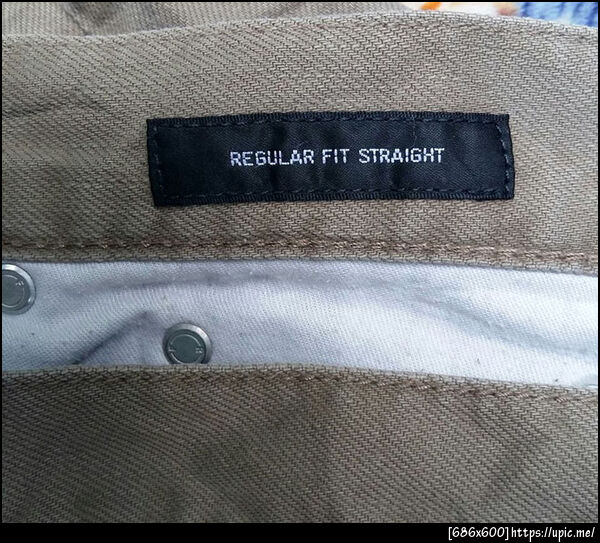 REGULAR FIT STRAIGHT
[686x600]https://upic.me/